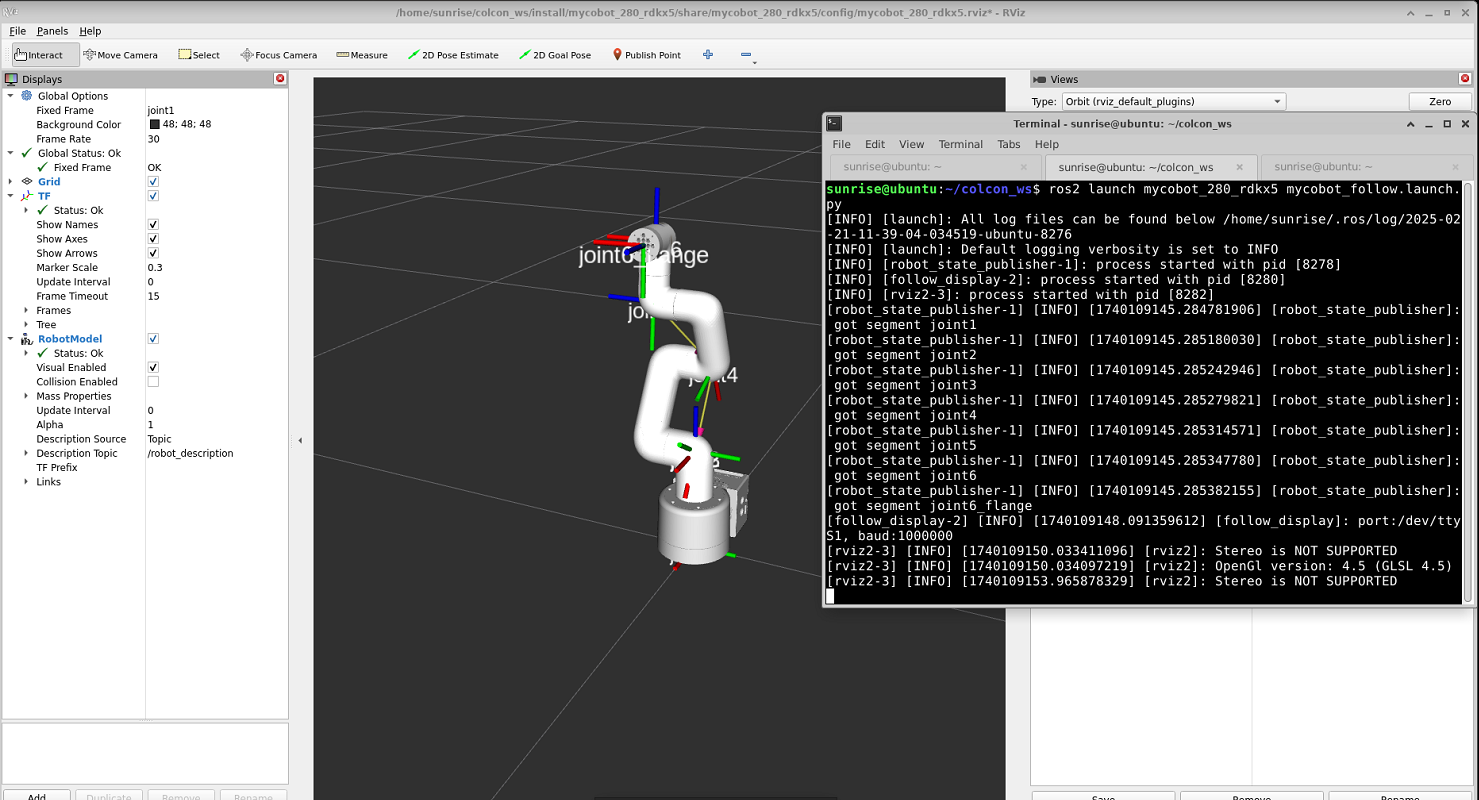 RViz
/home/sunrise/colcon_ws/install/mycobot_280_rdkx5/share/mycobot_280_rdkx5/config/mycobot_280_rdkx5.rviz* - RViz
File Panels Help
Interact Move Camera Select Focus Camera Measure 2D Pose Estimate 2D Goal Pose Publish Point
Displays
Global Options
Fixed Frame joint1
Background Color 48; 48; 48
Frame Rate 30
Global Status: Ok
Fixed Frame OK
Grid
TF
Status: Ok
Show Names
Show Axes
Show Arrows
Marker Scale 0.3
Update Interval 0
Frame Timeout 15
Frames
Tree
RobotModel
Status: Ok
Visual Enabled
Collision Enabled
Mass Properties
Update Interval 0
Alpha 1
Description Source Topic
Description Topic /robot_description
TF Prefix
Links
Add Duplicate Remove Rename
Views
Type: Orbit (rviz_default_plugins) Zero
Terminal - sunrise@ubuntu: ~/colcon_ws
File Edit View Terminal Tabs Help
sunrise@ubuntu: ~ sunrise@ubuntu: ~/colcon_ws sunrise@ubuntu: ~
sunrise@ubuntu:~/colcon_ws$ ros2 launch mycobot_280_rdkx5 mycobot_follow.launch.
py
[INFO] [launch]: All log files can be found below /home/sunrise/.ros/log/2025-02
-21-11-39-04-034519-ubuntu-8276
[INFO] [launch]: Default logging verbosity is set to INFO
[INFO] [robot_state_publisher-1]: process started with pid [8278]
[INFO] [follow_display-2]: process started with pid [8280]
[INFO] [rviz2-3]: process started with pid [8282]
[robot_state_publisher-1] [INFO] [1740109145.284781906] [robot_state_publisher]:
got segment joint1
[robot_state_publisher-1] [INFO] [1740109145.285180030] [robot_state_publisher]:
got segment joint2
[robot_state_publisher-1] [INFO] [1740109145.285242946] [robot_state_publisher]:
got segment joint3
[robot_state_publisher-1] [INFO] [1740109145.285279821] [robot_state_publisher]:
got segment joint4
[robot_state_publisher-1] [INFO] [1740109145.285314571] [robot_state_publisher]:
got segment joint5
[robot_state_publisher-1] [INFO] [1740109145.285347780] [robot_state_publisher]:
got segment joint6
[robot_state_publisher-1] [INFO] [1740109145.285382155] [robot_state_publisher]:
got segment joint6_flange
[follow_display-2] [INFO] [1740109148.091359612] [follow_display]: port:/dev/tty
S1, baud:1000000
[rviz2-3] [INFO] [1740109150.033411096] [rviz2]: Stereo is NOT SUPPORTED
[rviz2-3] [INFO] [1740109150.034097219] [rviz2]: OpenGl version: 4.5 (GLSL 4.5)
[rviz2-3] [INFO] [1740109153.965878329] [rviz2]: Stereo is NOT SUPPORTED
Save Remove Rename